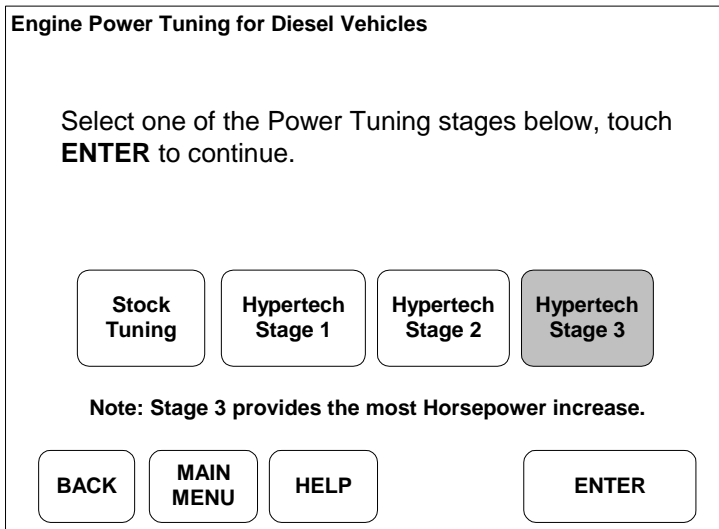 Engine Power Tuning for Diesel Vehicles
Select one of the Power Tuning stages below, touch
ENTER to continue.
Stock
Tuning
Hypertech
Stage 1
Hypertech
Stage 2
Hypertech
Stage 3
Note: Stage 3 provides the most Horsepower increase.
BACK
MAIN
MENU
HELP
ENTER